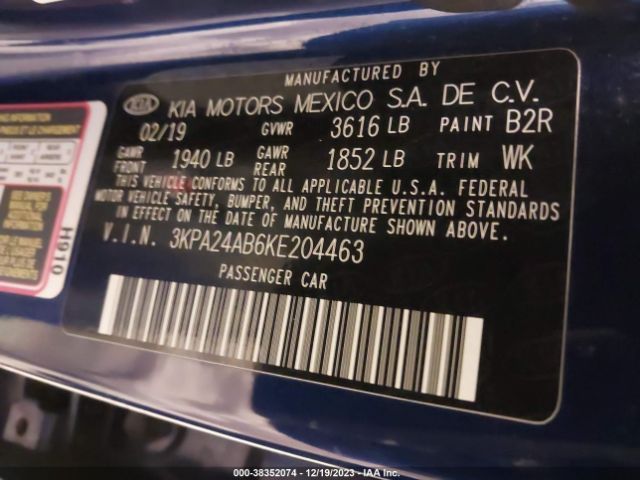 MANUFACTURED BY
KIA KIA MOTORS MEXICO S.A. DE C.V.
02/19 GVWR 3616 LB PAINT B2R
GAWR FRONT 1940 LB GAWR REAR 1852 LB TRIM WK
THIS VEHICLE CONFORMS TO ALL APPLICABLE U.S.A. FEDERAL
MOTOR VEHICLE SAFETY, BUMPER, AND THEFT PREVENTION STANDARDS
IN EFFECT ON THE DATE OF MANUFACTURE SHOWN ABOVE.
V.I.N. 3KPA24AB6KE204463
PASSENGER CAR
H910
000-38352074 - 12/19/2023 - IAA Inc.